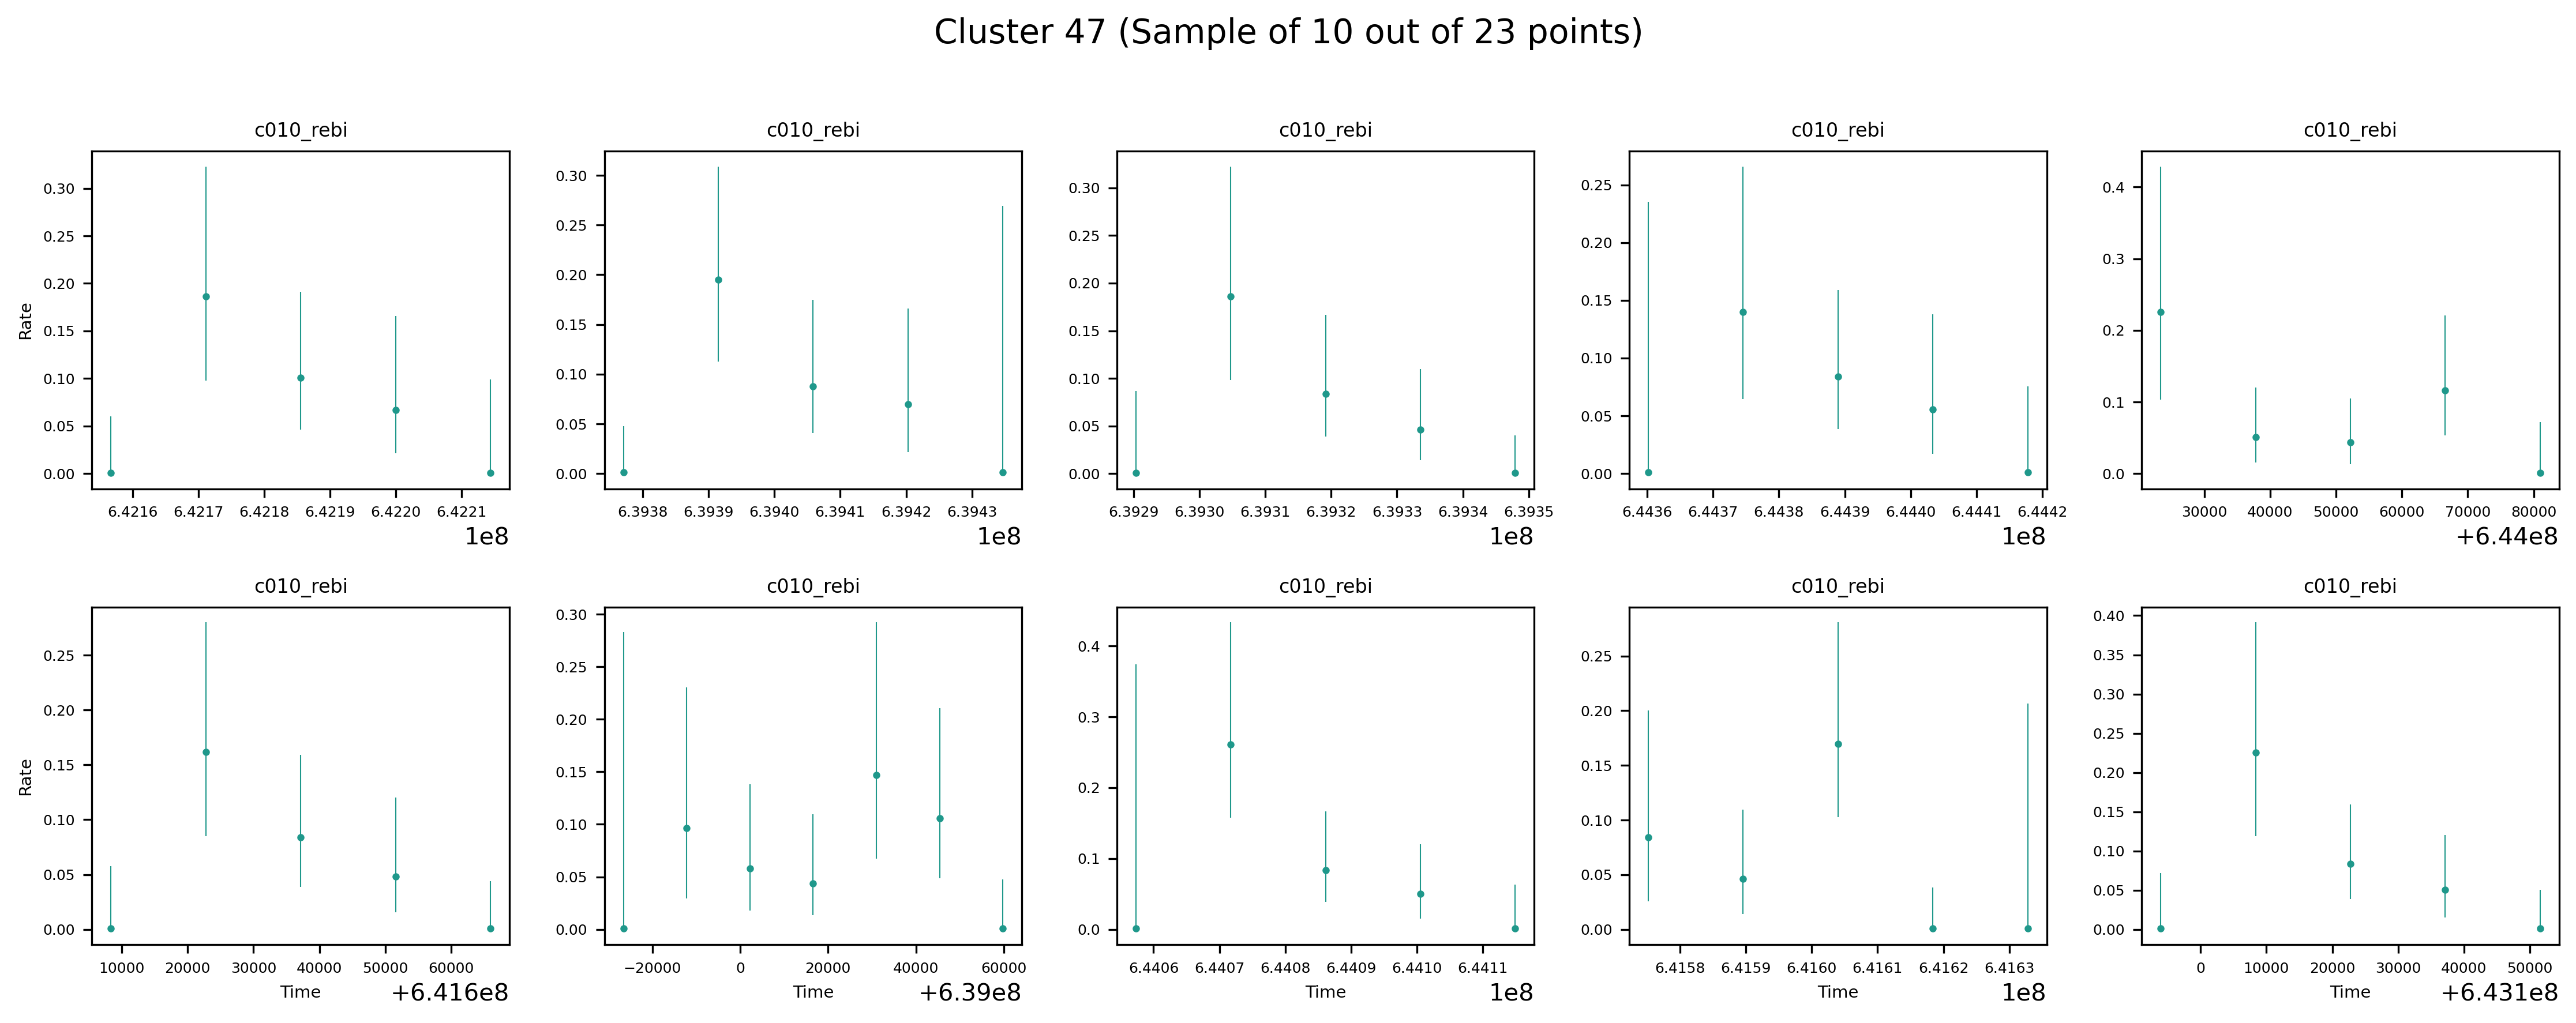 Cluster 47 (Sample of 10 out of 23 points)
c010_rebi c010_rebi c010_rebi c010_rebi c010_rebi
Rate
0.30 0.25 0.20 0.15 0.10 0.05 0.00
6.4216 6.4217 6.4218 6.4219 6.4220 6.4221
1e8
0.30 0.25 0.20 0.15 0.10 0.05 0.00
6.3938 6.3939 6.3940 6.3941 6.3942 6.3943
1e8
0.30 0.25 0.20 0.15 0.10 0.05 0.00
6.3929 6.3930 6.3931 6.3932 6.3933 6.3934 6.3935
1e8
0.25 0.20 0.15 0.10 0.05 0.00
6.4436 6.4437 6.4438 6.4439 6.4440 6.4441 6.4442
1e8
0.4 0.3 0.2 0.1 0.0
30000 40000 50000 60000 70000 80000
+6.44e8
c010_rebi c010_rebi c010_rebi c010_rebi c010_rebi
Rate
0.25 0.20 0.15 0.10 0.05 0.00
10000 20000 30000 40000 50000 60000
Time +6.416e8
0.30 0.25 0.20 0.15 0.10 0.05 0.00
−20000 0 20000 40000 60000
Time +6.39e8
0.4 0.3 0.2 0.1 0.0
6.4406 6.4407 6.4408 6.4409 6.4410 6.4411
Time 1e8
0.25 0.20 0.15 0.10 0.05 0.00
6.4158 6.4159 6.4160 6.4161 6.4162 6.4163
Time 1e8
0.40 0.35 0.30 0.25 0.20 0.15 0.10 0.05 0.00
0 10000 20000 30000 40000 50000
Time +6.431e8